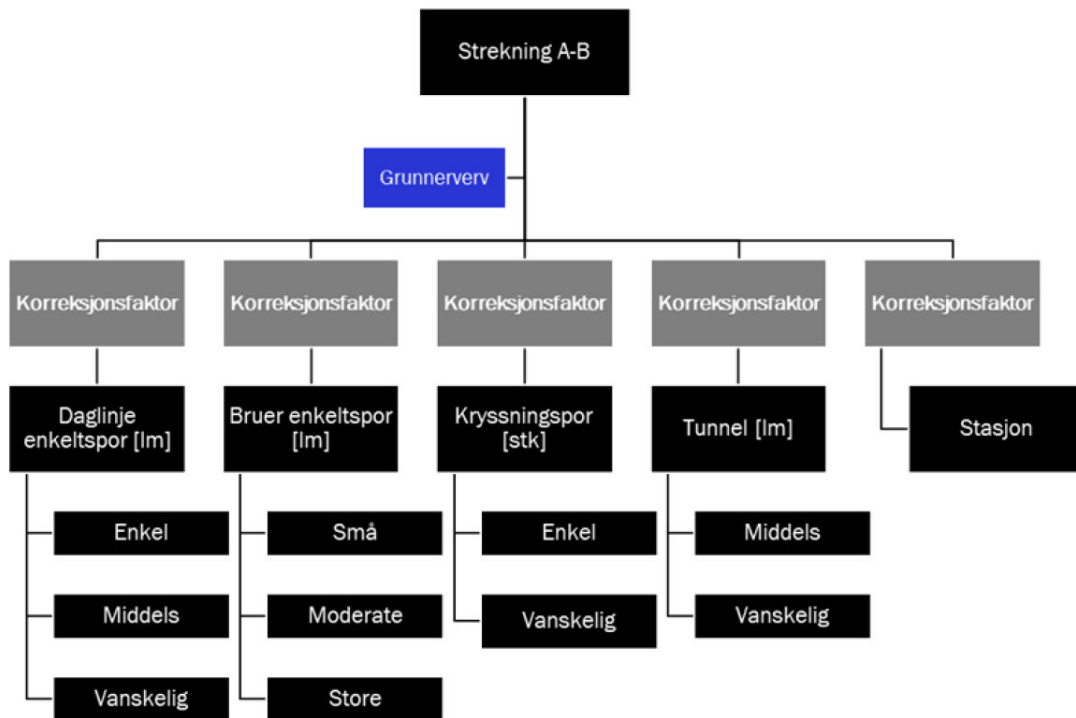 Strekning A-B
Grunnerverv
Korreksjonsfaktor
Korreksjonsfaktor
Korreksjonsfaktor
Korreksjonsfaktor
Korreksjonsfaktor
Daglinje
enkeltspor [lm]
Bruer enkeltspor
[lm]
Kryssningspor
[stk]
Tunnel [lm]
Stasjon
Enkel
Middels
Vanskelig
Små
Moderate
Store
Enkel
Vanskelig
Middels
Vanskelig